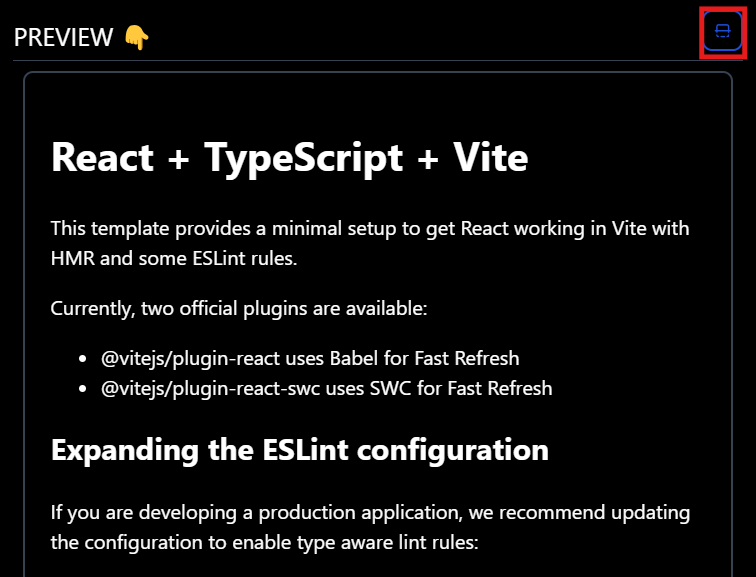 PREVIEW 👇
React + TypeScript + Vite
This template provides a minimal setup to get React working in Vite with
HMR and some ESLint rules.
Currently, two official plugins are available:
• @vitejs/plugin-react uses Babel for Fast Refresh
• @vitejs/plugin-react-swc uses SWC for Fast Refresh
Expanding the ESLint configuration
If you are developing a production application, we recommend updating
the configuration to enable type aware lint rules: